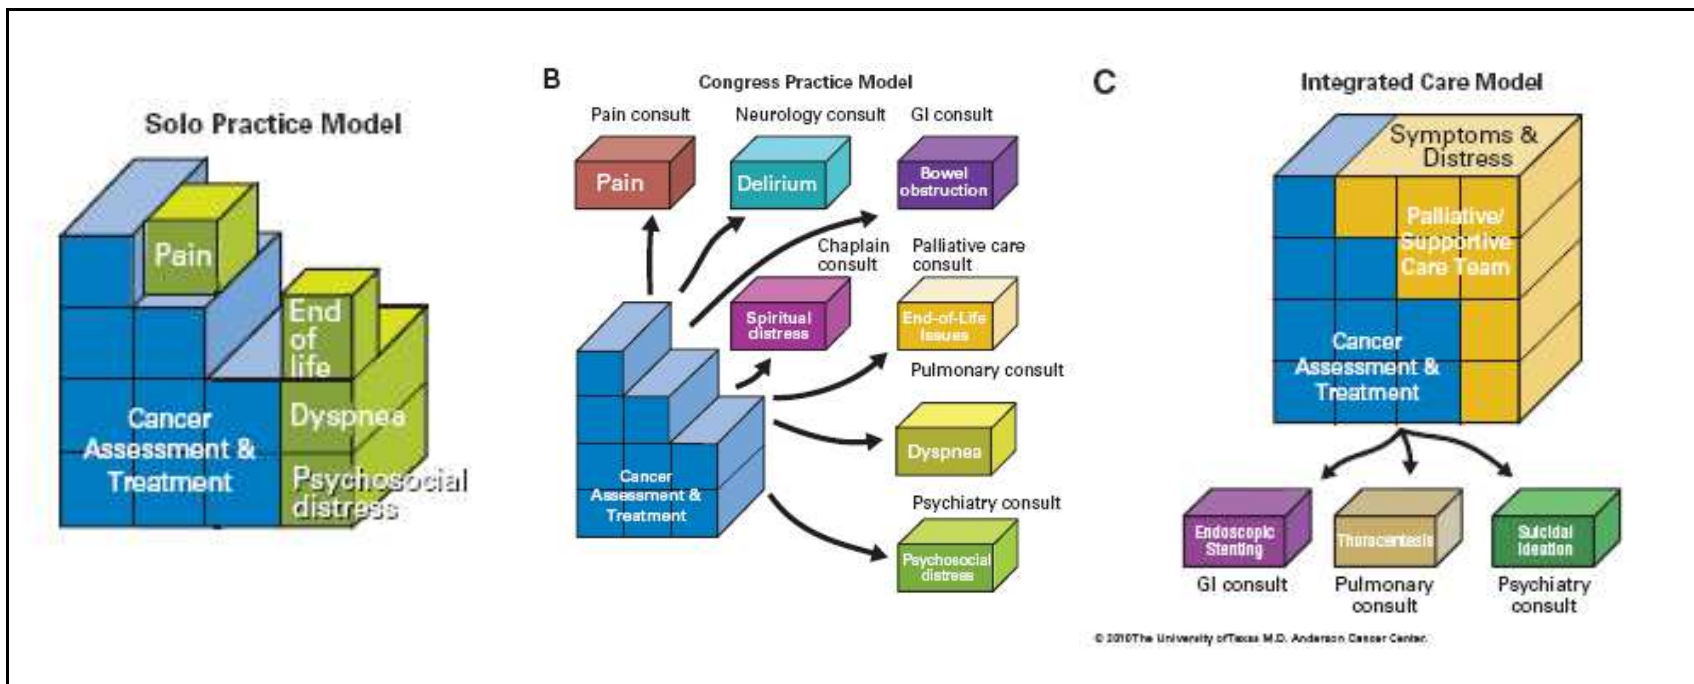 Solo Practice Model
Pain
End
of
life
Dyspnea
Psychosocial
distress
Cancer
Assessment &
Treatment
B
Congress Practice Model
Pain consult
Neurology consult
GI consult
Pain
Delirium
Bowel
obstruction
Chaplain
consult
Palliative care
consult
Spiritual
distress
End-of-Life
Issues
Pulmonary consult
Dyspnea
Cancer
Assessment &
Treatment
Psychiatry consult
Psychosocial
distress
C
Integrated Care Model
Symptoms &
Distress
Palliative/
Supportive
Care Team
Cancer
Assessment &
Treatment
Endoscopic
Stenting
Thoracentesis
Suicidal
Ideation
GI consult
Pulmonary
consult
Psychiatry
consult
© 2010 The University of Texas M.D. Anderson Cancer Center.